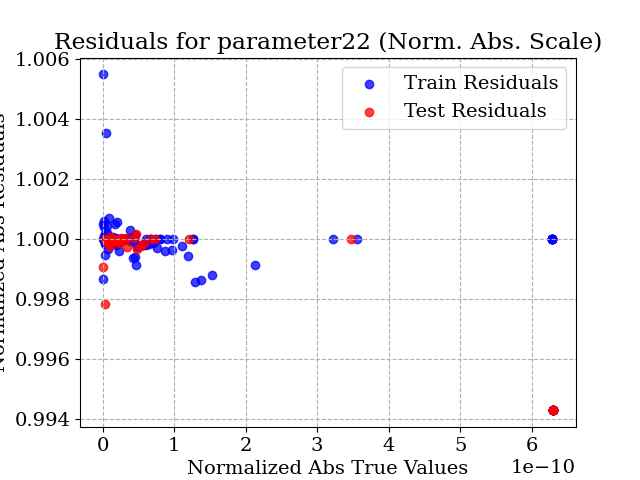 Residuals for parameter22 (Norm. Abs. Scale)
1.006
1.004
1.002
1.000
0.998
0.996
0.994
Train Residuals
Test Residuals
0 1 2 3 4 5 6
1e−10
Normalized Abs True Values
Abs Residuals